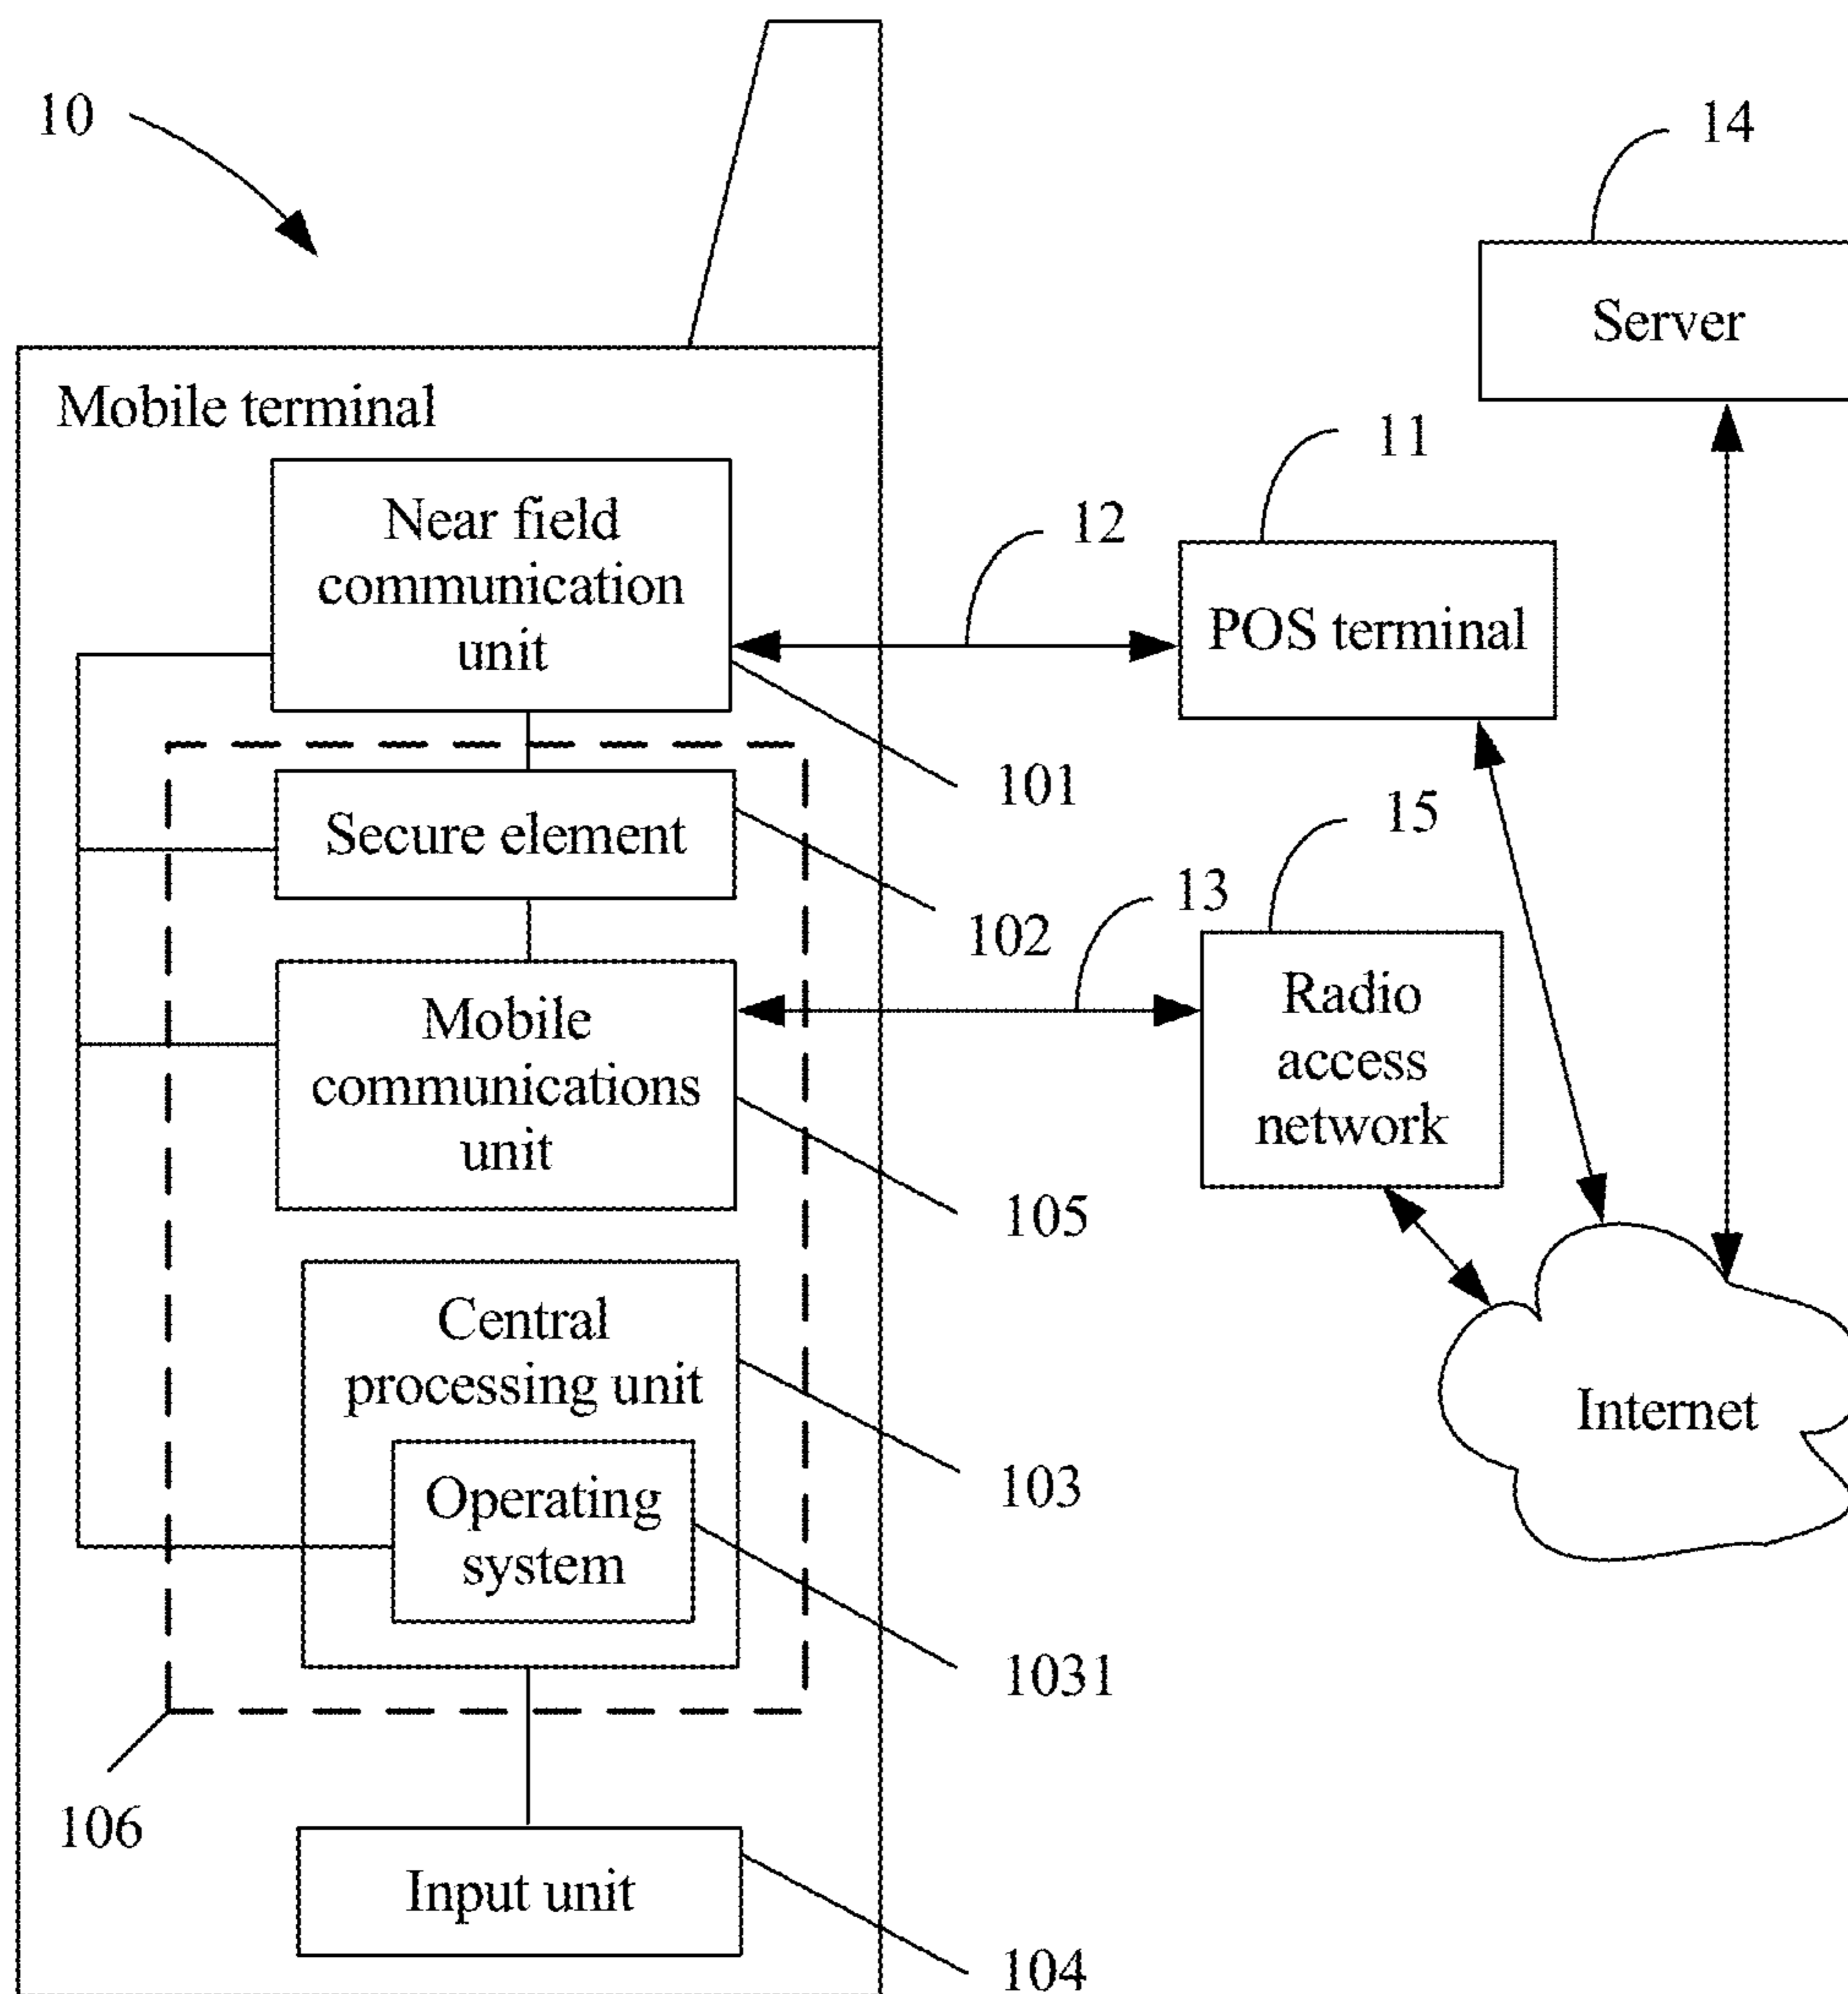 10
14
Server
Mobile terminal
11
Near field
communication
unit
12
POS terminal
101
15
Secure element
102
13
Mobile
communications
unit
Radio
access
network
105
Central
processing unit
Internet
103
Operating
system
1031
106
Input unit
104